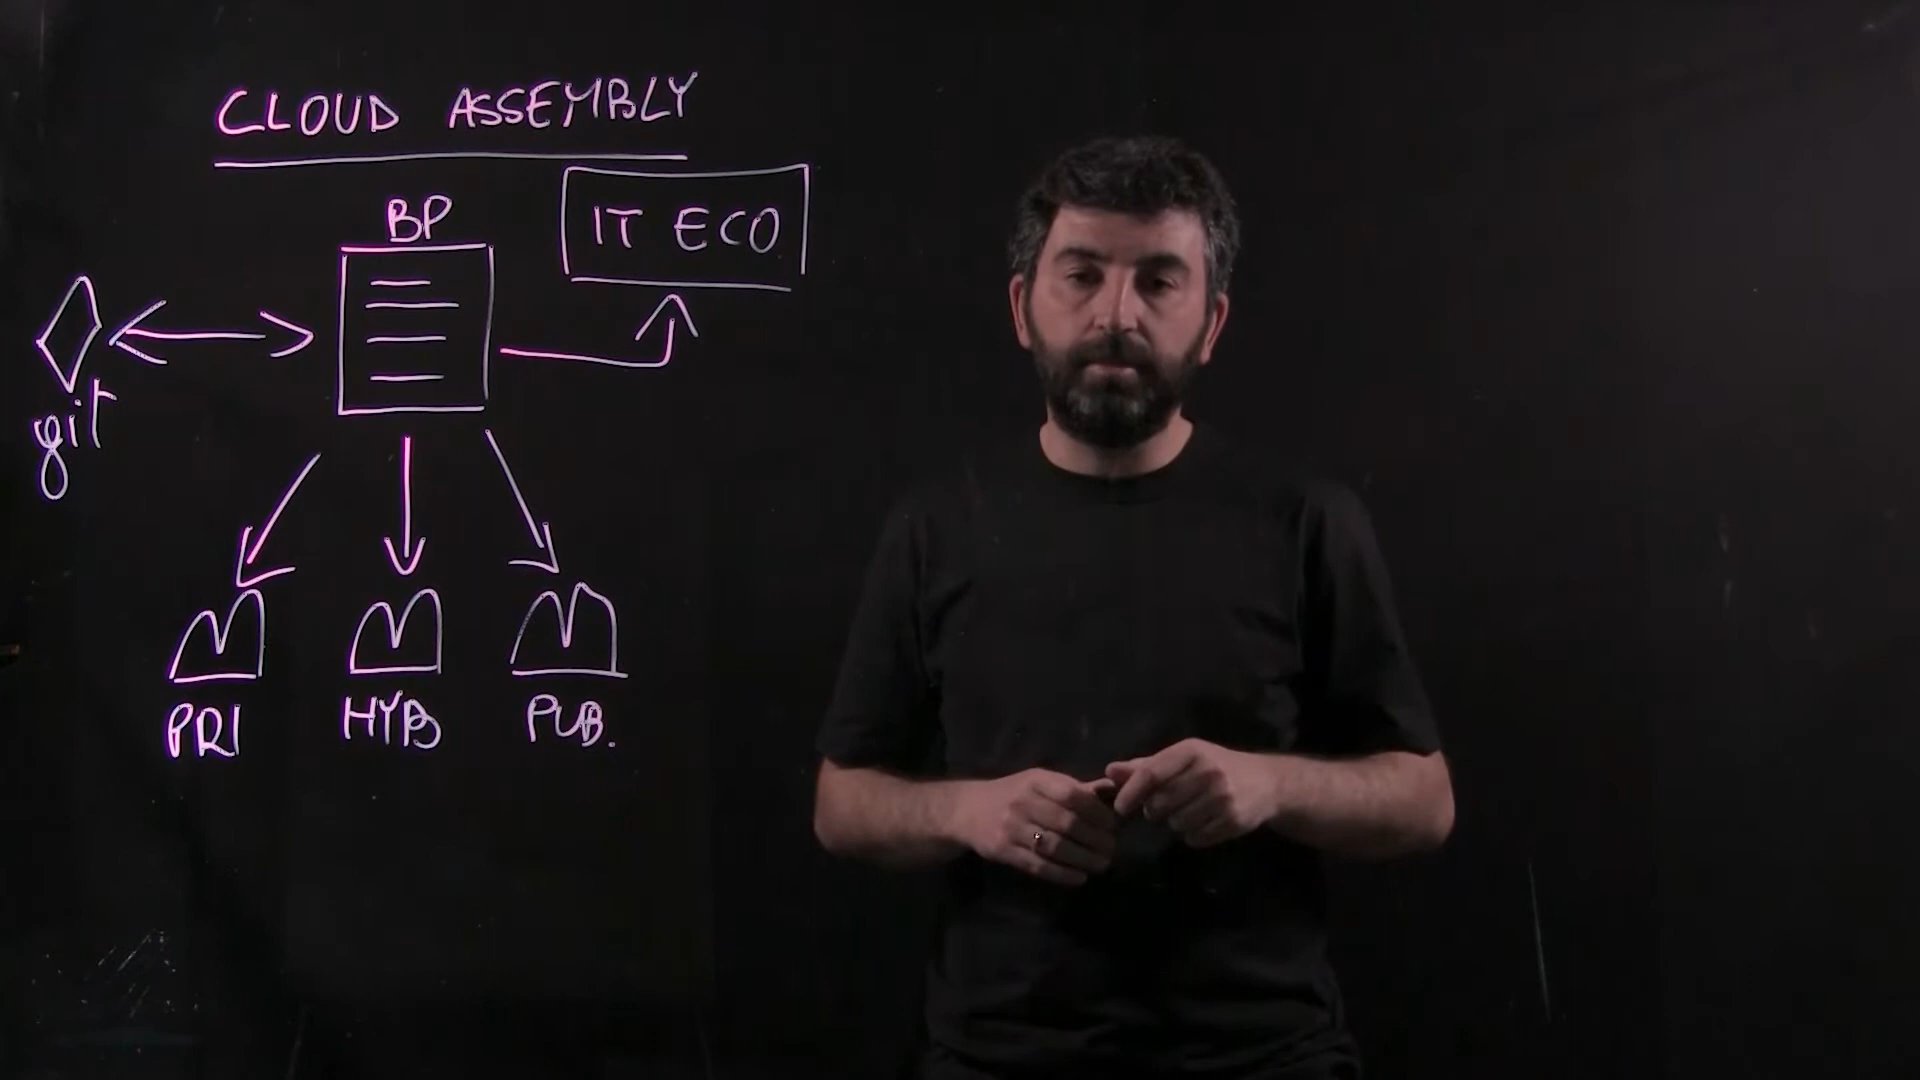 CLOUD ASSEMBLY
BP
IT ECO
git
PRI
HYB
PUB.